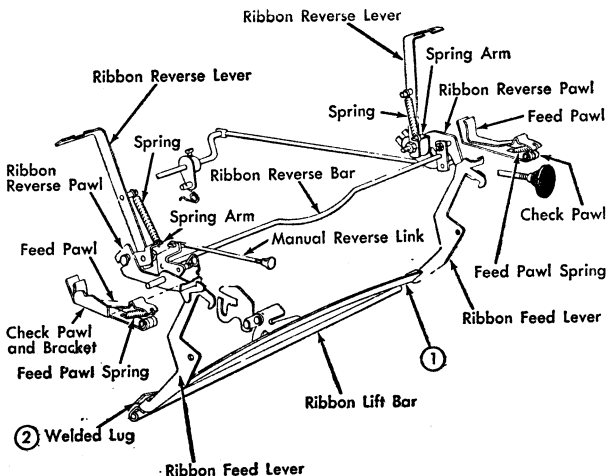 Ribbon Reverse Lever
Spring Arm
Ribbon Reverse Pawl
Ribbon Reverse Lever
Spring
Feed Pawl
Spring
Ribbon
Reverse Pawl
Ribbon Reverse Bar
Spring Arm
Check Pawl
Manual Reverse Link
Feed Pawl
Feed Pawl Spring
Ribbon Feed Lever
Check Pawl
and Bracket
1
Feed Pawl Spring
Ribbon Lift Bar
2 Welded Lug
Ribbon Feed Lever